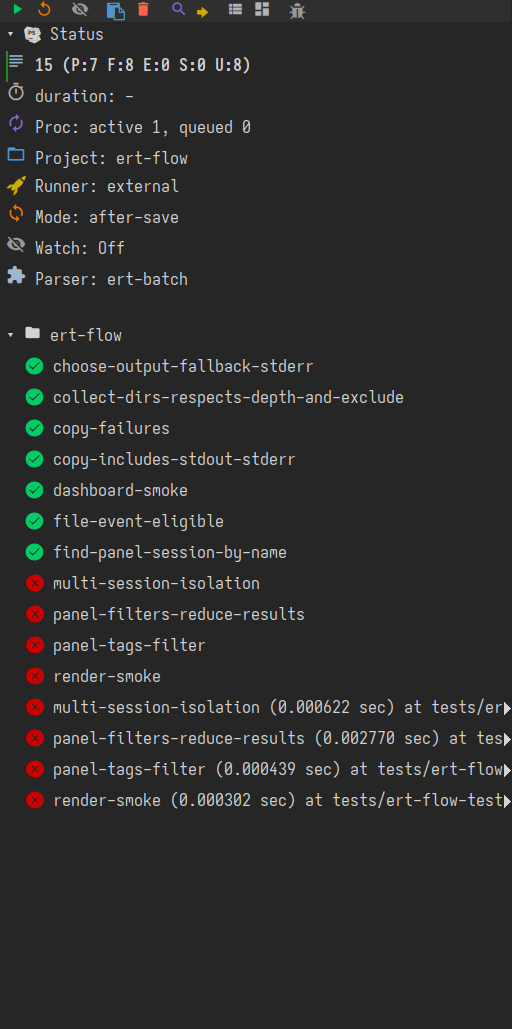 Status
15 (P:7 F:8 E:0 S:0 U:8)
duration: -
Proc: active 1, queued 0
Project: ert-flow
Runner: external
Mode: after-save
Watch: Off
Parser: ert-batch
ert-flow
choose-output-fallback-stderr
collect-dirs-respects-depth-and-exclude
copy-failures
copy-includes-stdout-stderr
dashboard-smoke
file-event-eligible
find-panel-session-by-name
multi-session-isolation
panel-filters-reduce-results
panel-tags-filter
render-smoke
multi-session-isolation (0.000622 sec) at tests/er
panel-filters-reduce-results (0.002770 sec) at tes
panel-tags-filter (0.000439 sec) at tests/ert-flow
render-smoke (0.000302 sec) at tests/ert-flow-test